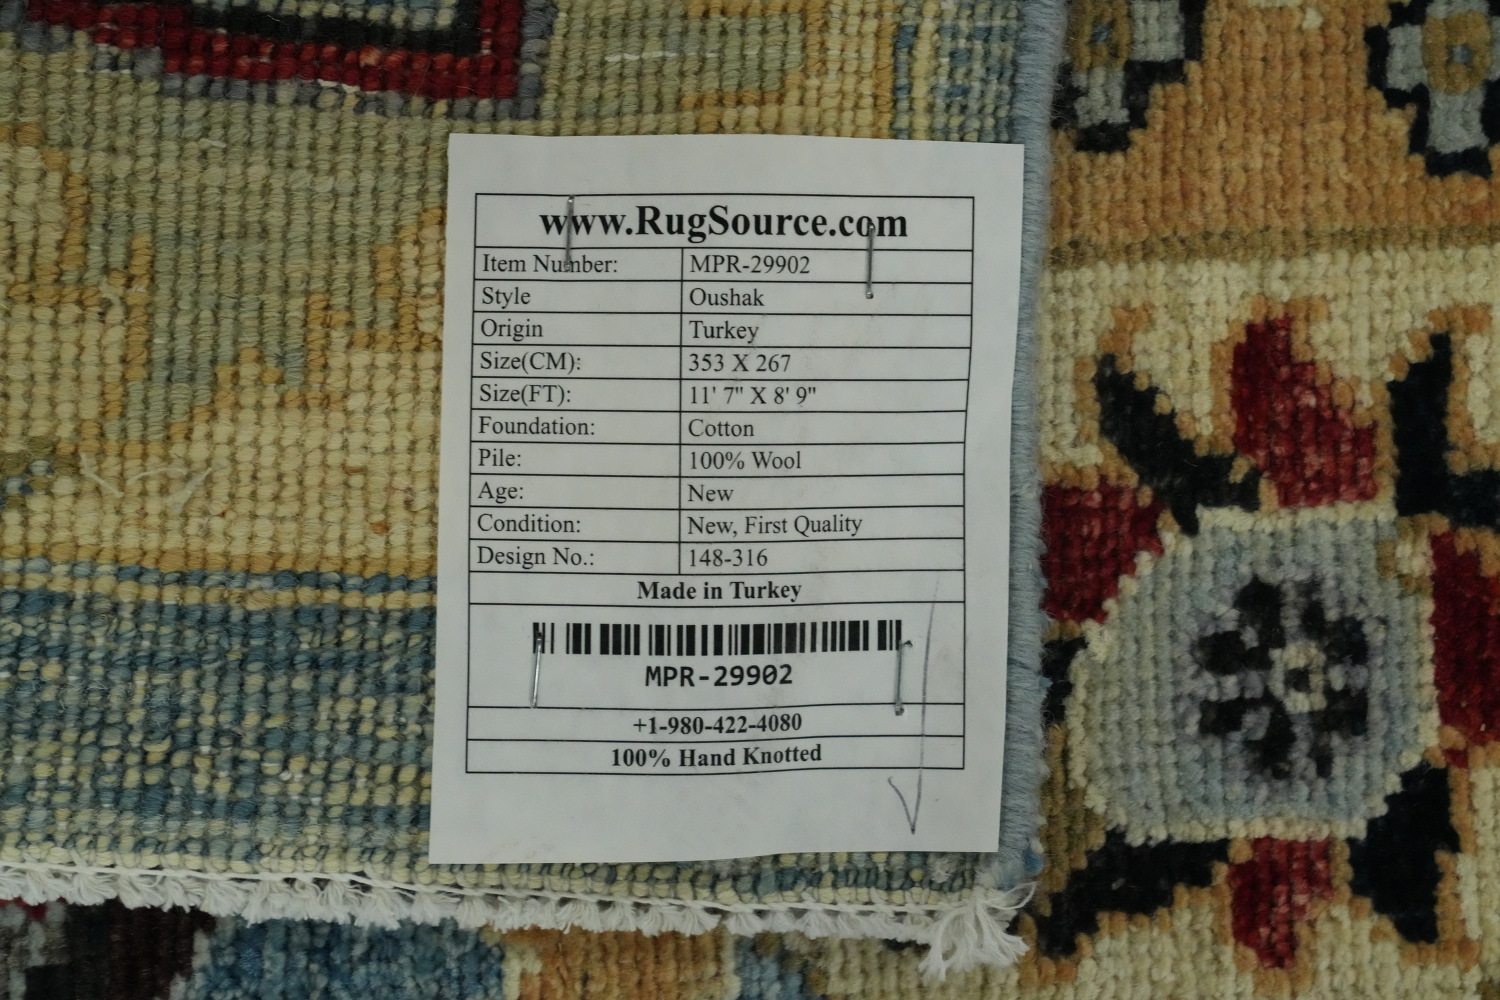 www.RugSource.com
Item Number: MPR-29902
Style Oushak
Origin Turkey
Size(CM): 353 X 267
Size(FT): 11' 7" X 8' 9"
Foundation: Cotton
Pile: 100% Wool
Age: New
Condition: New, First Quality
Design No.: 148-316
Made in Turkey
MPR-29902
+1-980-422-4080
100% Hand Knotted